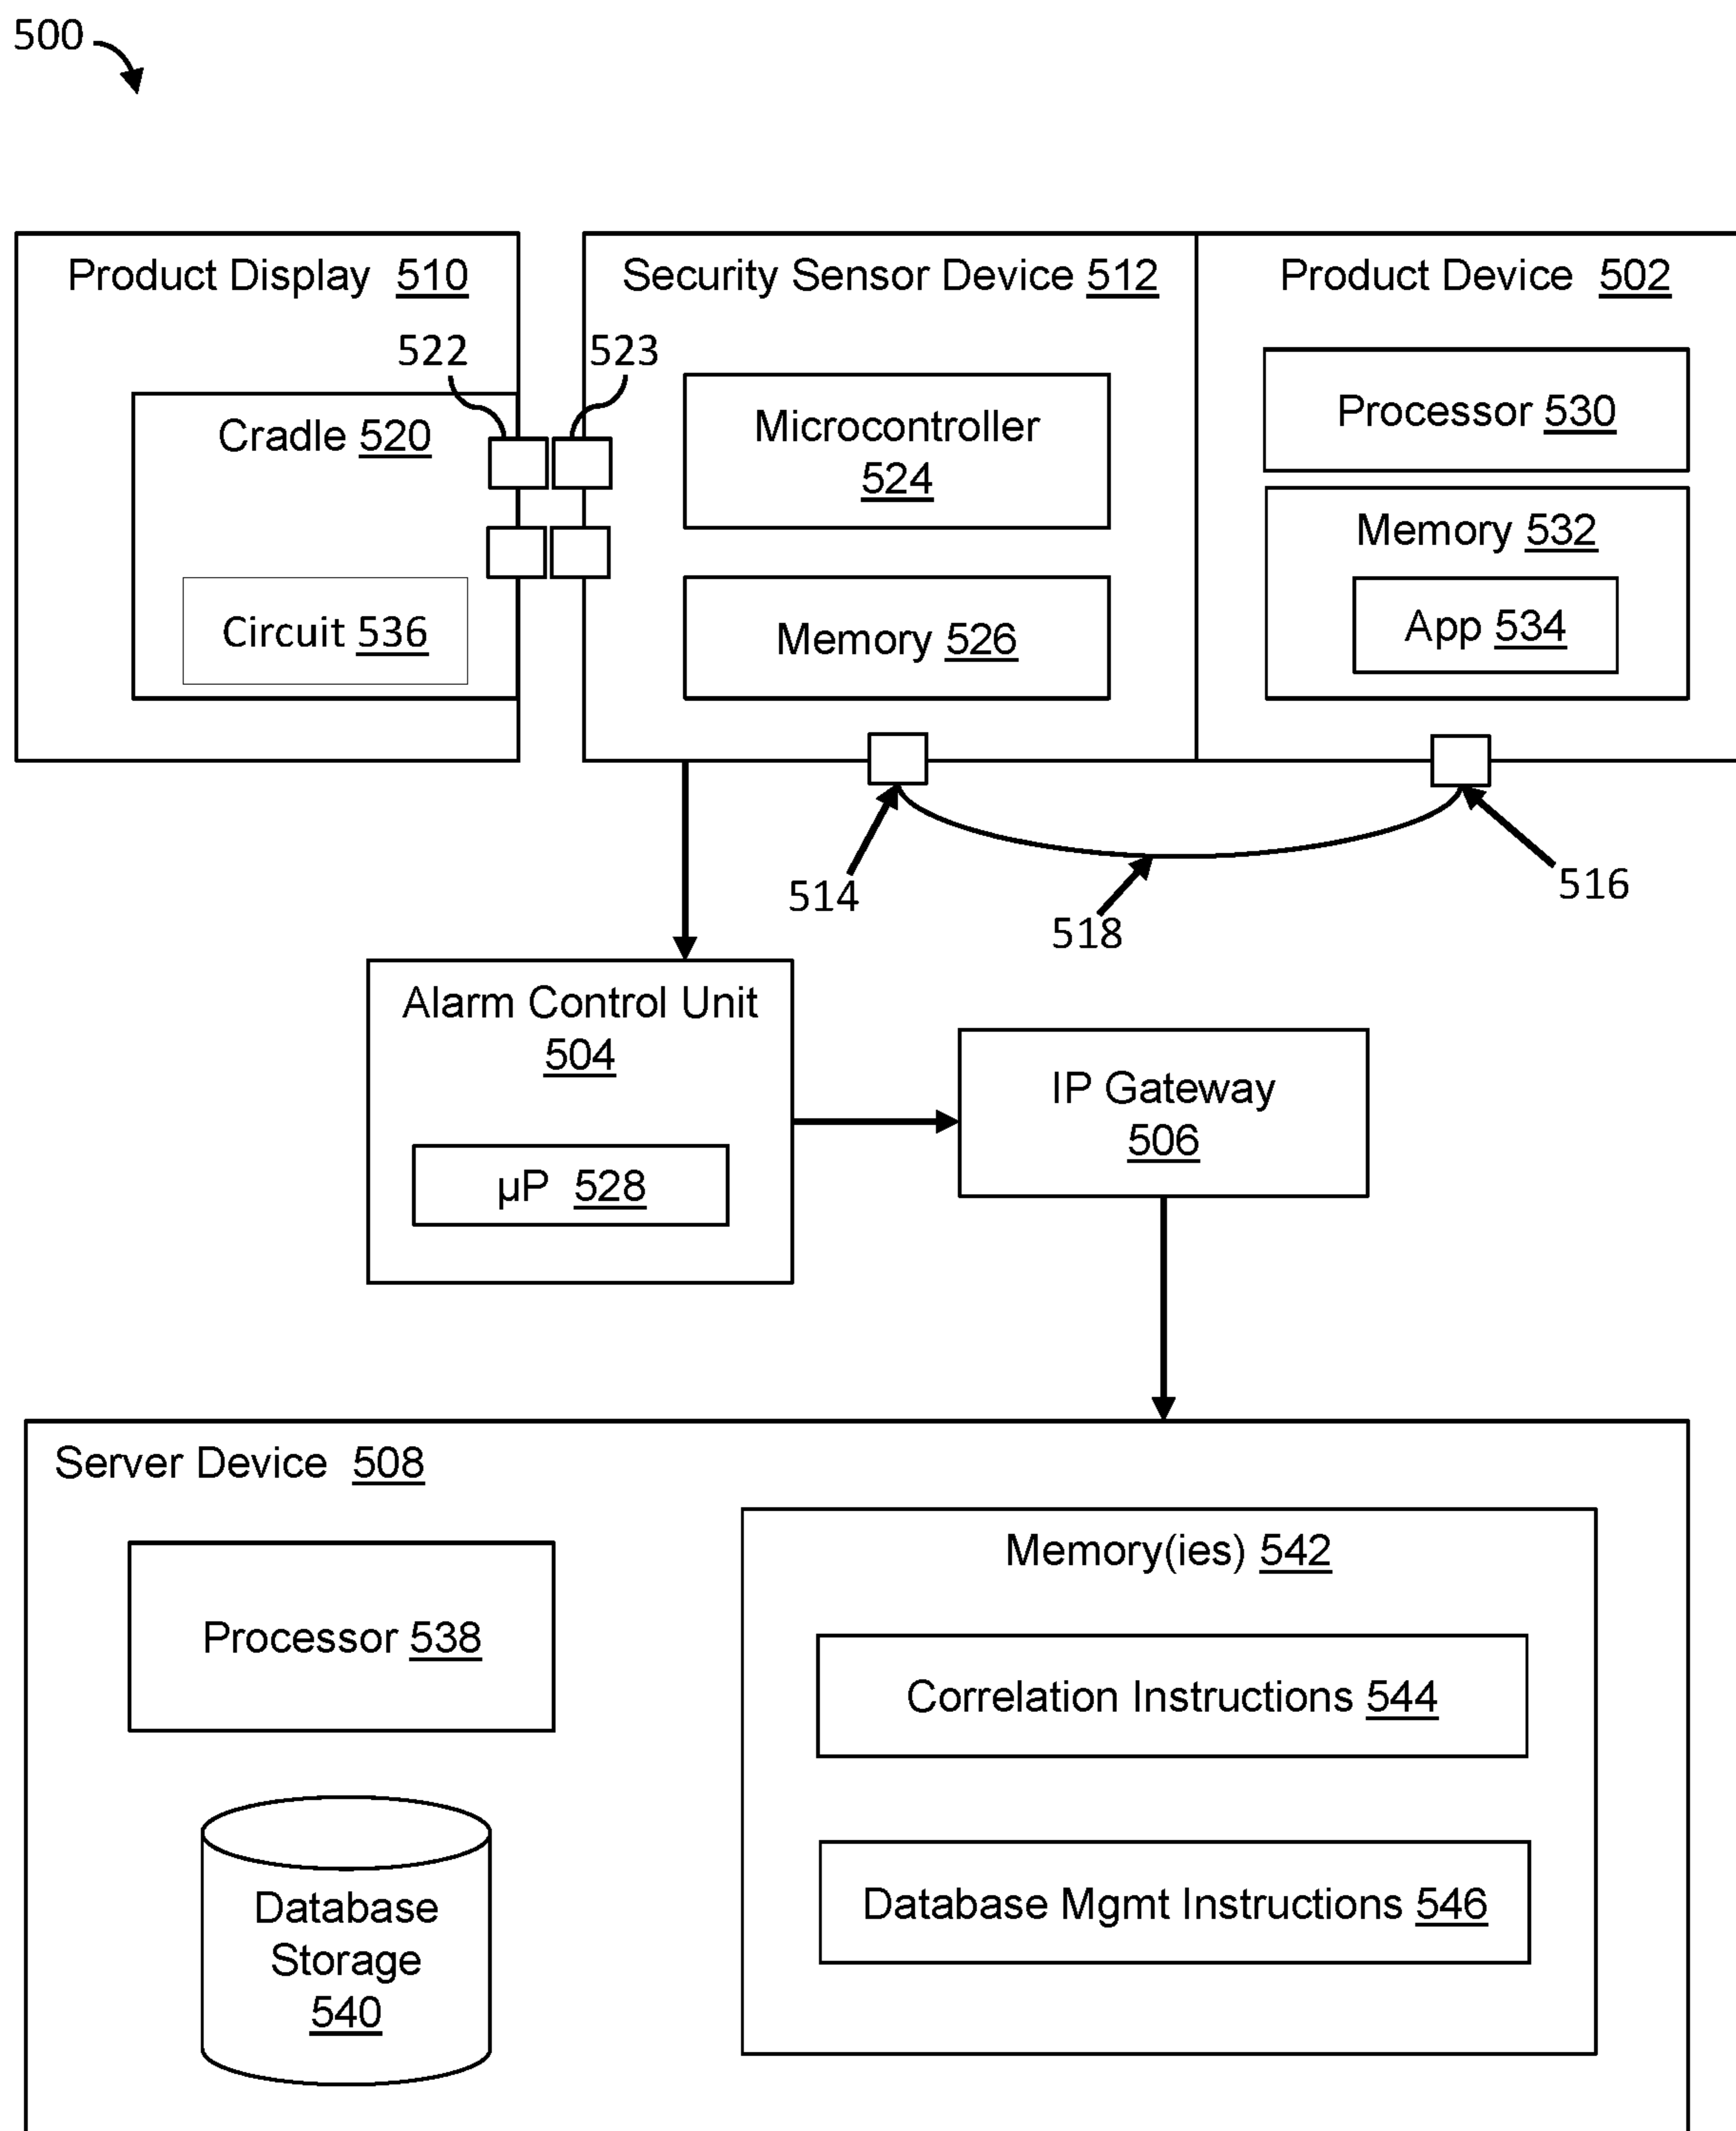 500
Product Display 510
Security Sensor Device 512
Product Device 502
522
523
Cradle 520
Microcontroller
524
Processor 530
Memory 532
Circuit 536
Memory 526
App 534
514
518
516
Alarm Control Unit
504
µP 528
IP Gateway
506
Server Device 508
Processor 538
Memory(ies) 542
Correlation Instructions 544
Database
Storage
540
Database Mgmt Instructions 546